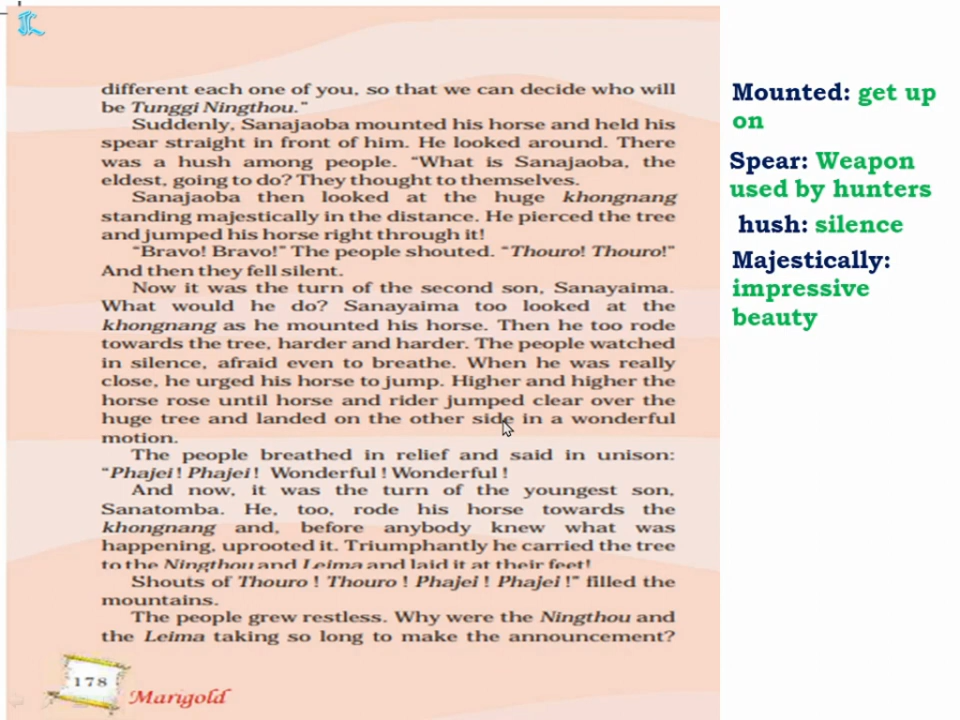 different each one of you, so that we can decide who will
be Tunggi Ningthou."
Suddenly, Sanajaoba mounted his horse and held his
spear straight in front of him. He looked around. There
was a hush among people. "What is Sanajaoba, the
eldest, going to do? They thought to themselves.
Sanajaoba then looked at the huge khongnang
standing majestically in the distance. He pierced the tree
and jumped his horse right through it!
"Bravo! Bravo!" The people shouted. "Thouro! Thouro!"
And then they fell silent.
Now it was the turn of the second son, Sanayaima.
What would he do? Sanayaima too looked at the
khongnang as he mounted his horse. Then he too rode
towards the tree, harder and harder. The people watched
in silence, afraid even to breathe. When he was really
close, he urged his horse to jump. Higher and higher the
horse rose until horse and rider jumped clear over the
huge tree and landed on the other side in a wonderful
motion.
The people breathed in relief and said in unison:
"Phajei ! Phajei ! Wonderful ! Wonderful !
And now, it was the turn of the youngest son,
Sanatomba. He, too, rode his horse towards the
khongnang and, before anybody knew what was
happening, uprooted it. Triumphantly he carried the tree
to the Ningthou and Leima and laid it at their feet!
Shouts of Thouro ! Thouro ! Phajei ! Phajei !" filled the
mountains.
The people grew restless. Why were the Ningthou and
the Leima taking so long to make the announcement?
178
Marigold
Mounted: get up
on
Spear: Weapon
used by hunters
hush: silence
Majestically:
impressive
beauty